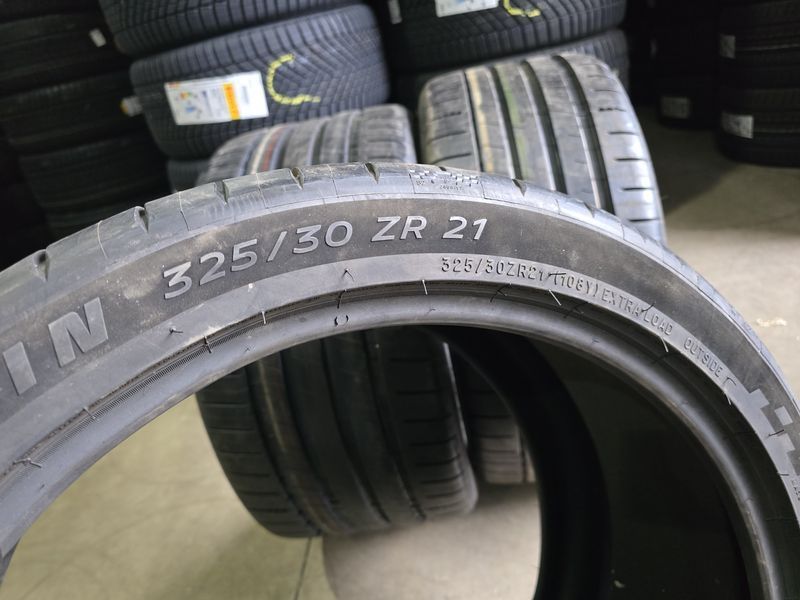 IN
325/30 ZR 21
325/30ZR21 (108Y) EXTRA LOAD OUTSIDE